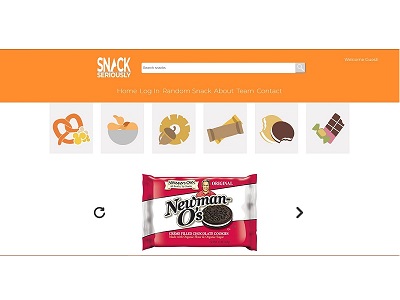 SNACK
SERIOUSLY
Search snacks
Welcome Guest
Home Log In Random Snack About Team Contact
Newman's Own
ORIGINAL
Newman-
O's
CREME FILLED CHOCOLATE COOKIES